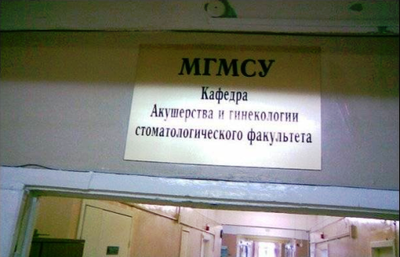 МГМСУ
Кафедра
Акушерства и гинекологии
стоматологического факультета